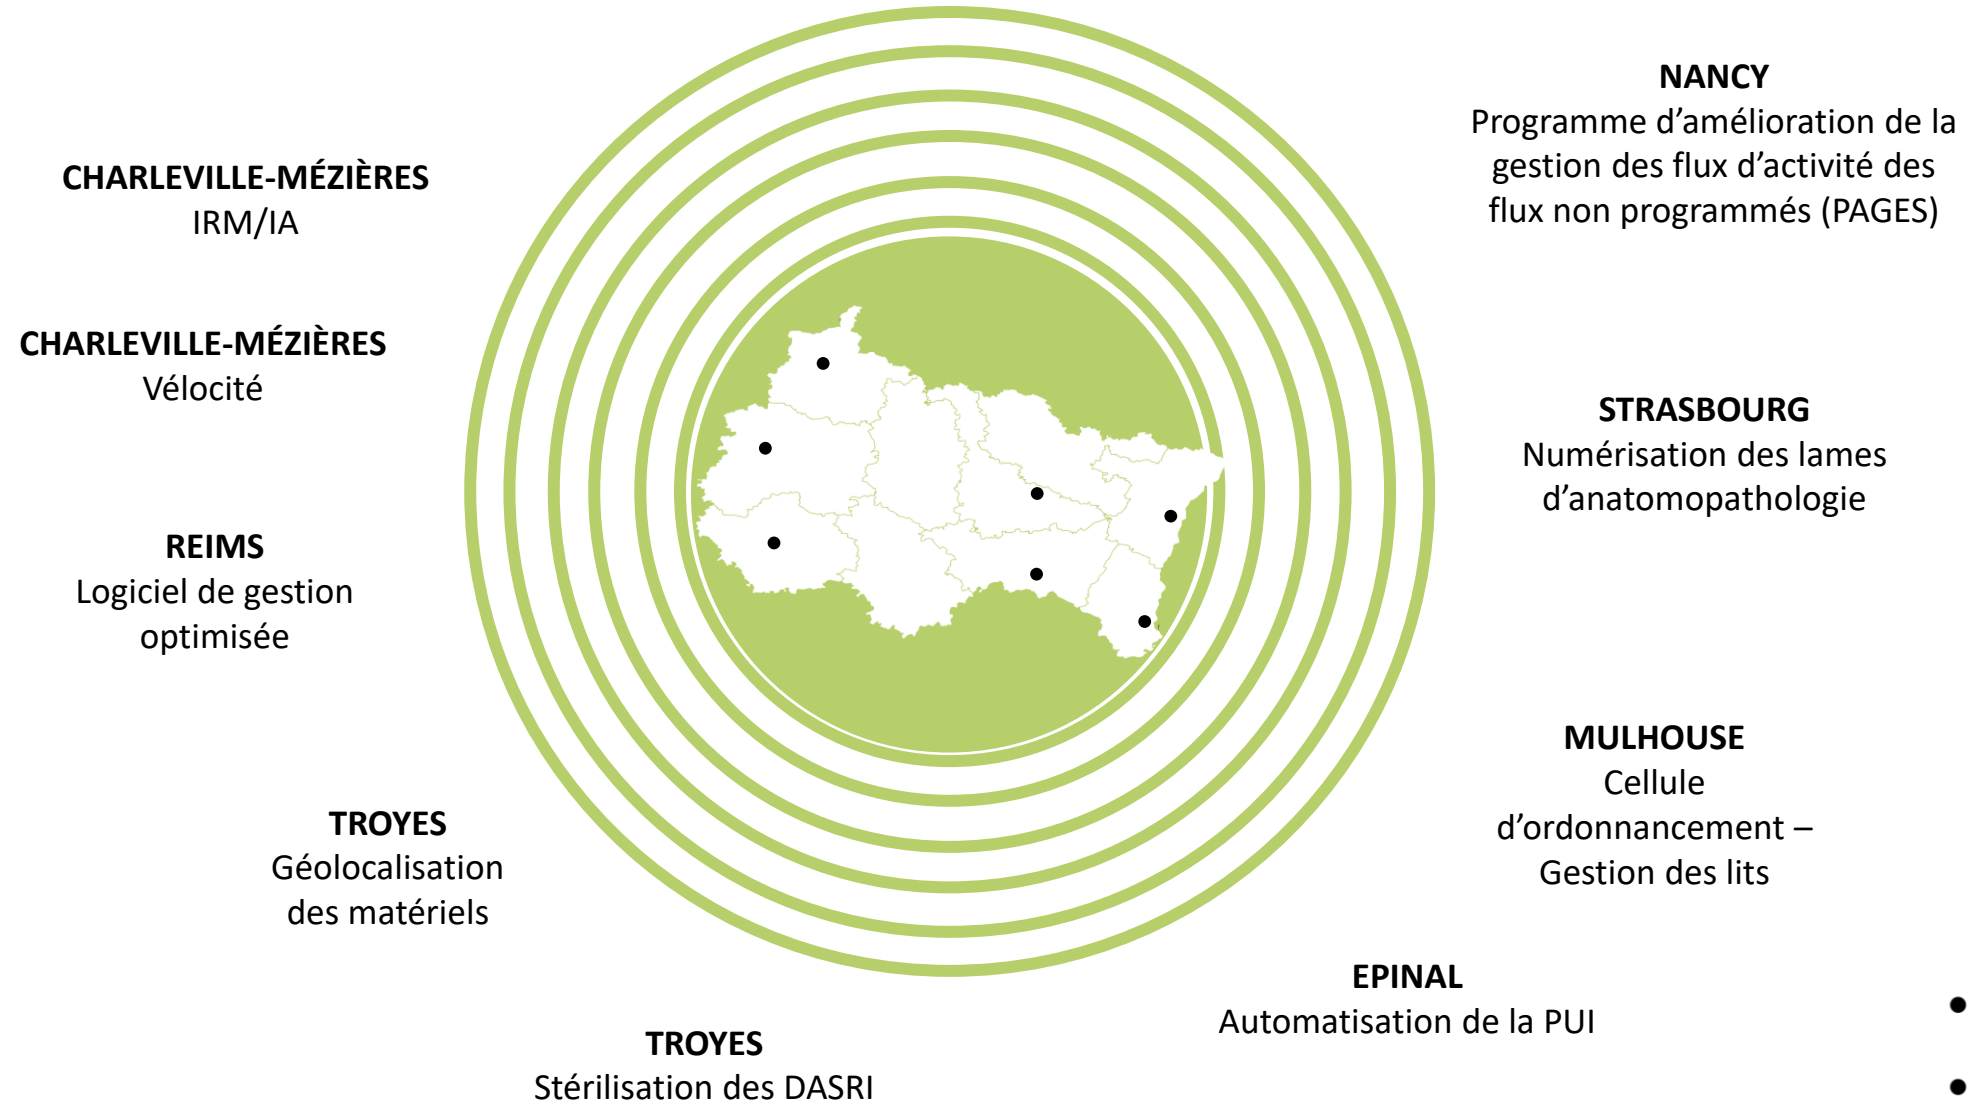 CHARLEVILLE-MÉZIÈRES
IRM/IA
CHARLEVILLE-MÉZIÈRES
Vélocité
REIMS
Logiciel de gestion
optimisée
TROYES
Géolocalisation
des matériels
TROYES
Stérilisation des DASRI
NANCY
Programme d’amélioration de la
gestion des flux d’activité des
flux non programmés (PAGES)
STRASBOURG
Numérisation des lames
d’anatomopathologie
MULHOUSE
Cellule
d’ordonnancement –
Gestion des lits
EPINAL
Automatisation de la PUI